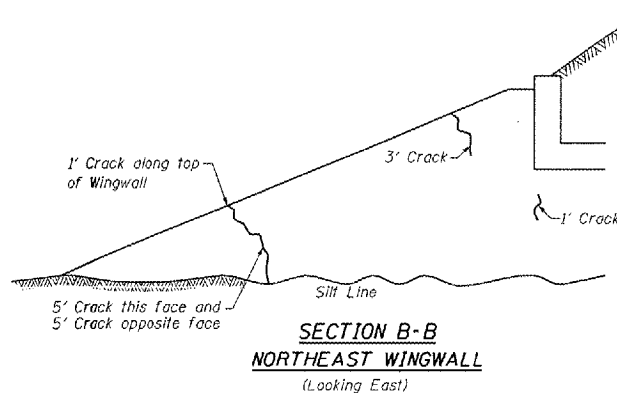 1' Crack along top
of Wingwall
3' Crack
1' Crack
Silt Line
5' Crack this face and
5' Crack opposite face
SECTION B-B
NORTHEAST WINGWALL
(Looking East)